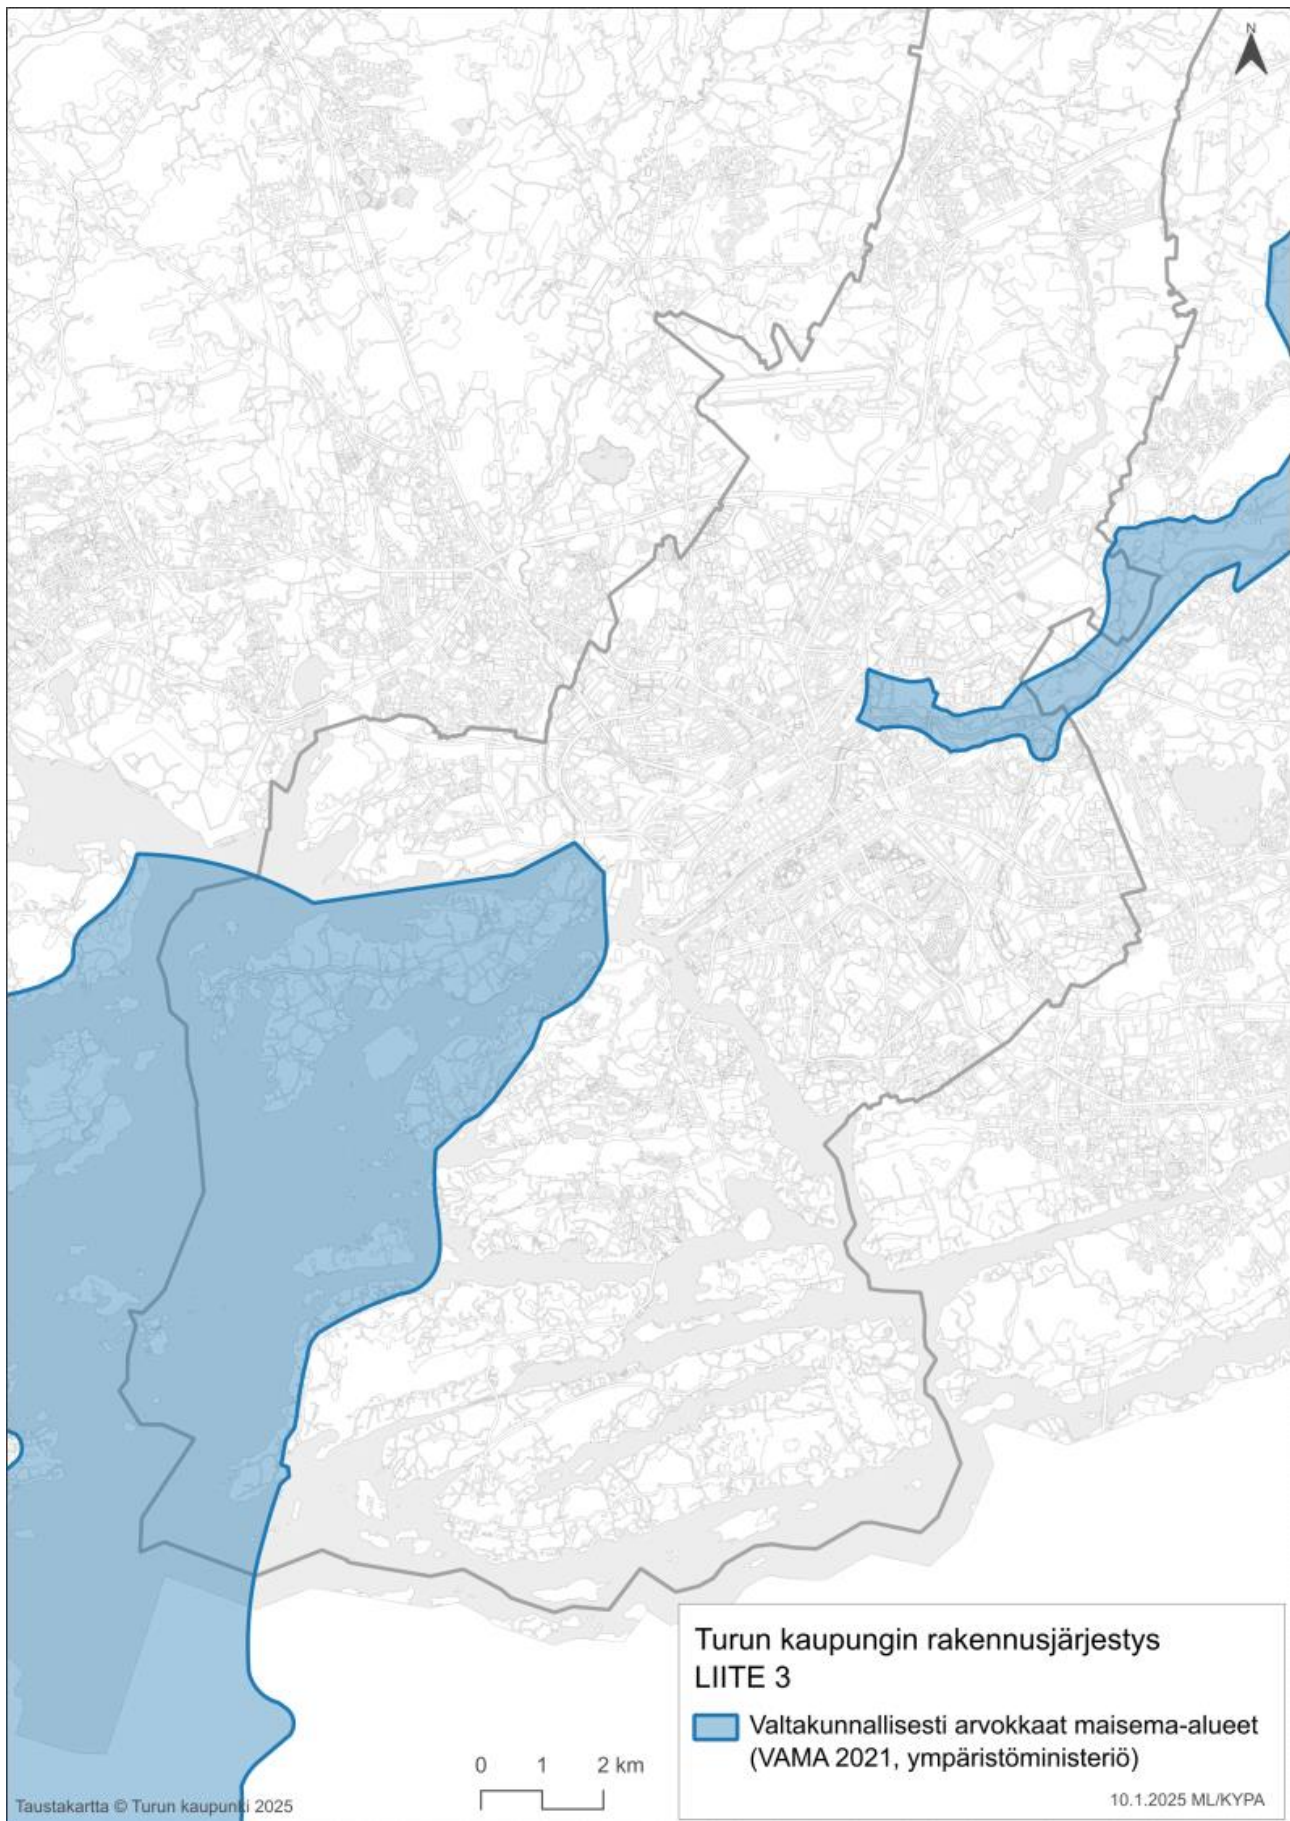 N
Turun kaupungin rakennusjärjestys
LIITE 3
Valtakunnallisesti arvokkaat maisema-alueet
(VAMA 2021, ympäristöministeriö)
0 1 2 km
Taustakartta © Turun kaupunki 2025
10.1.2025 ML/KYPA